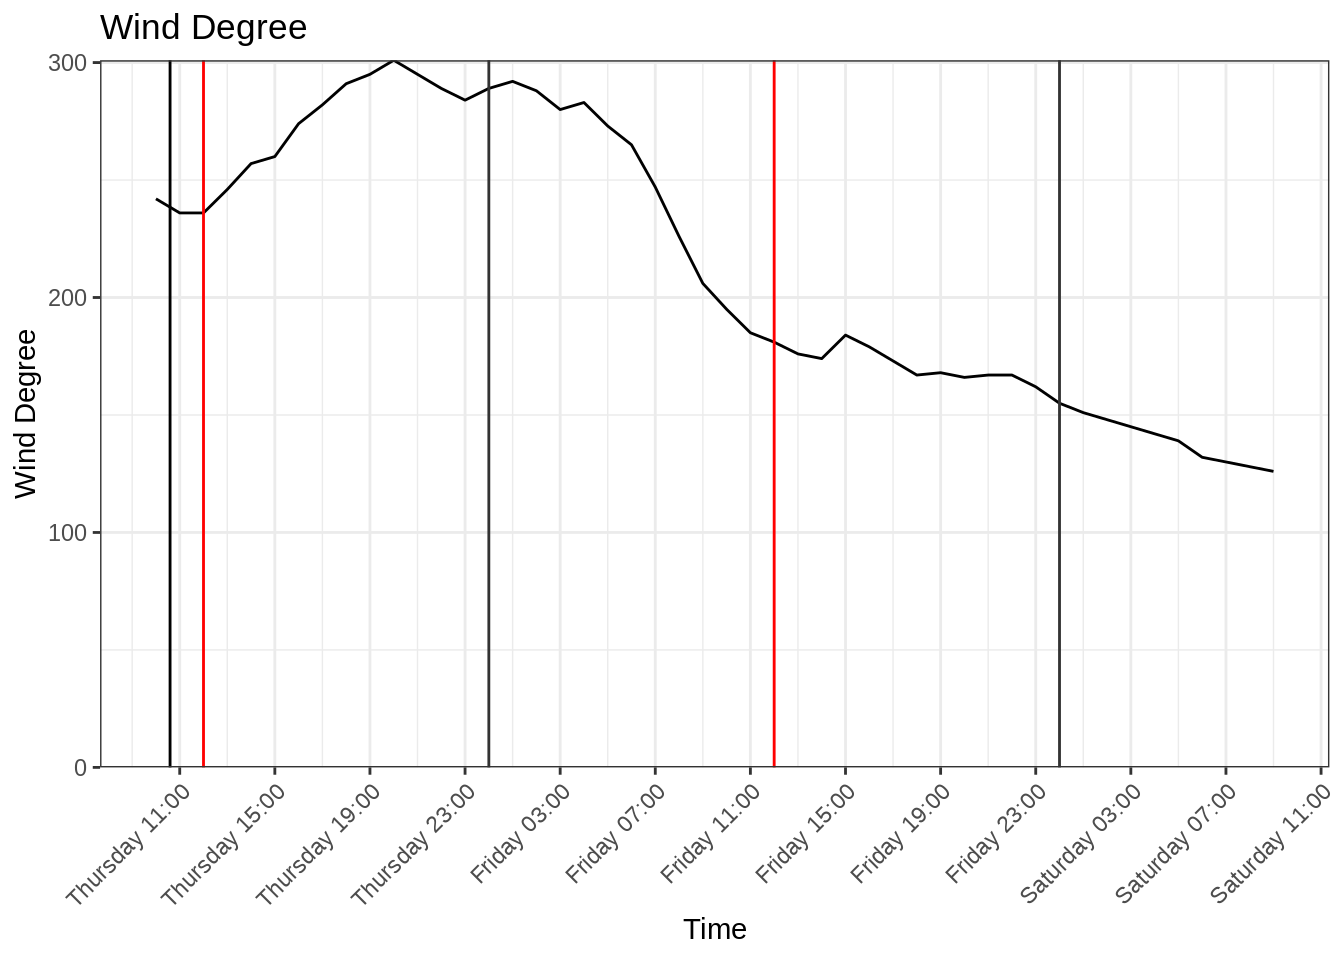 Wind Degree
300
200
100
0
Wind Degree
Thursday 11:00
Thursday 15:00
Thursday 19:00
Thursday 23:00
Friday 03:00
Friday 07:00
Friday 11:00
Friday 15:00
Friday 19:00
Friday 23:00
Saturday 03:00
Saturday 07:00
Saturday 11:00
Time